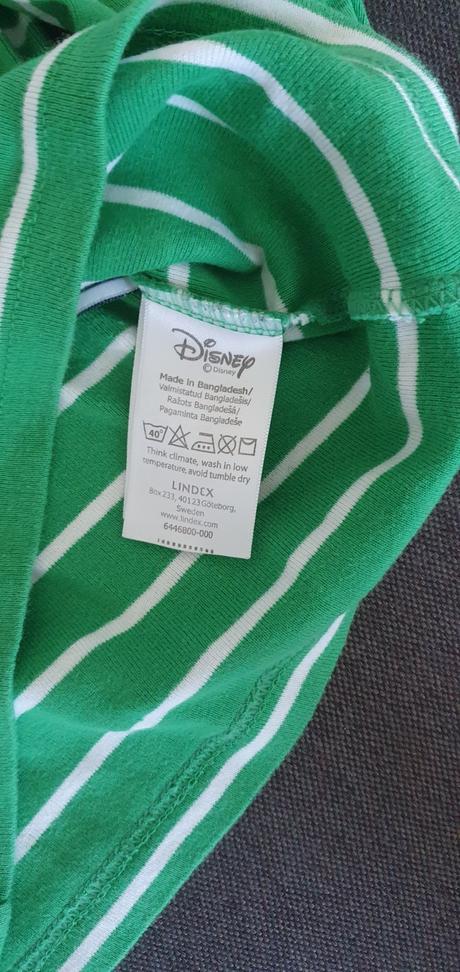 Disney
© Disney
Made in Bangladesh/
Valmistatud Bangladešis/
Ražots Bangladešā/
Pagaminta Bangladeše
40°
Think climate, wash in low
temperature, avoid tumble dry
LINDEX
Box 233, 40123 Göteborg,
Sweden
www.lindex.com
6446800-000